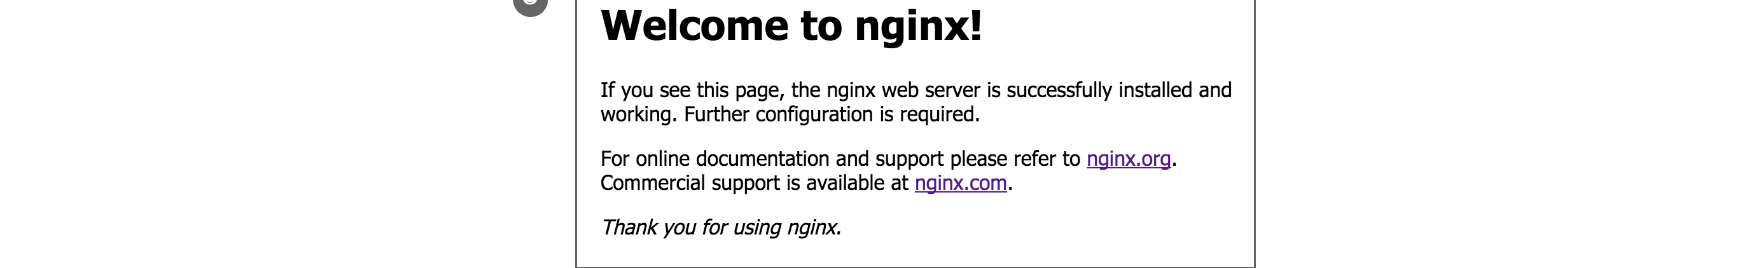 Welcome to nginx!
If you see this page, the nginx web server is successfully installed and
working. Further configuration is required.
For online documentation and support please refer to nginx.org.
Commercial support is available at nginx.com.
Thank you for using nginx.